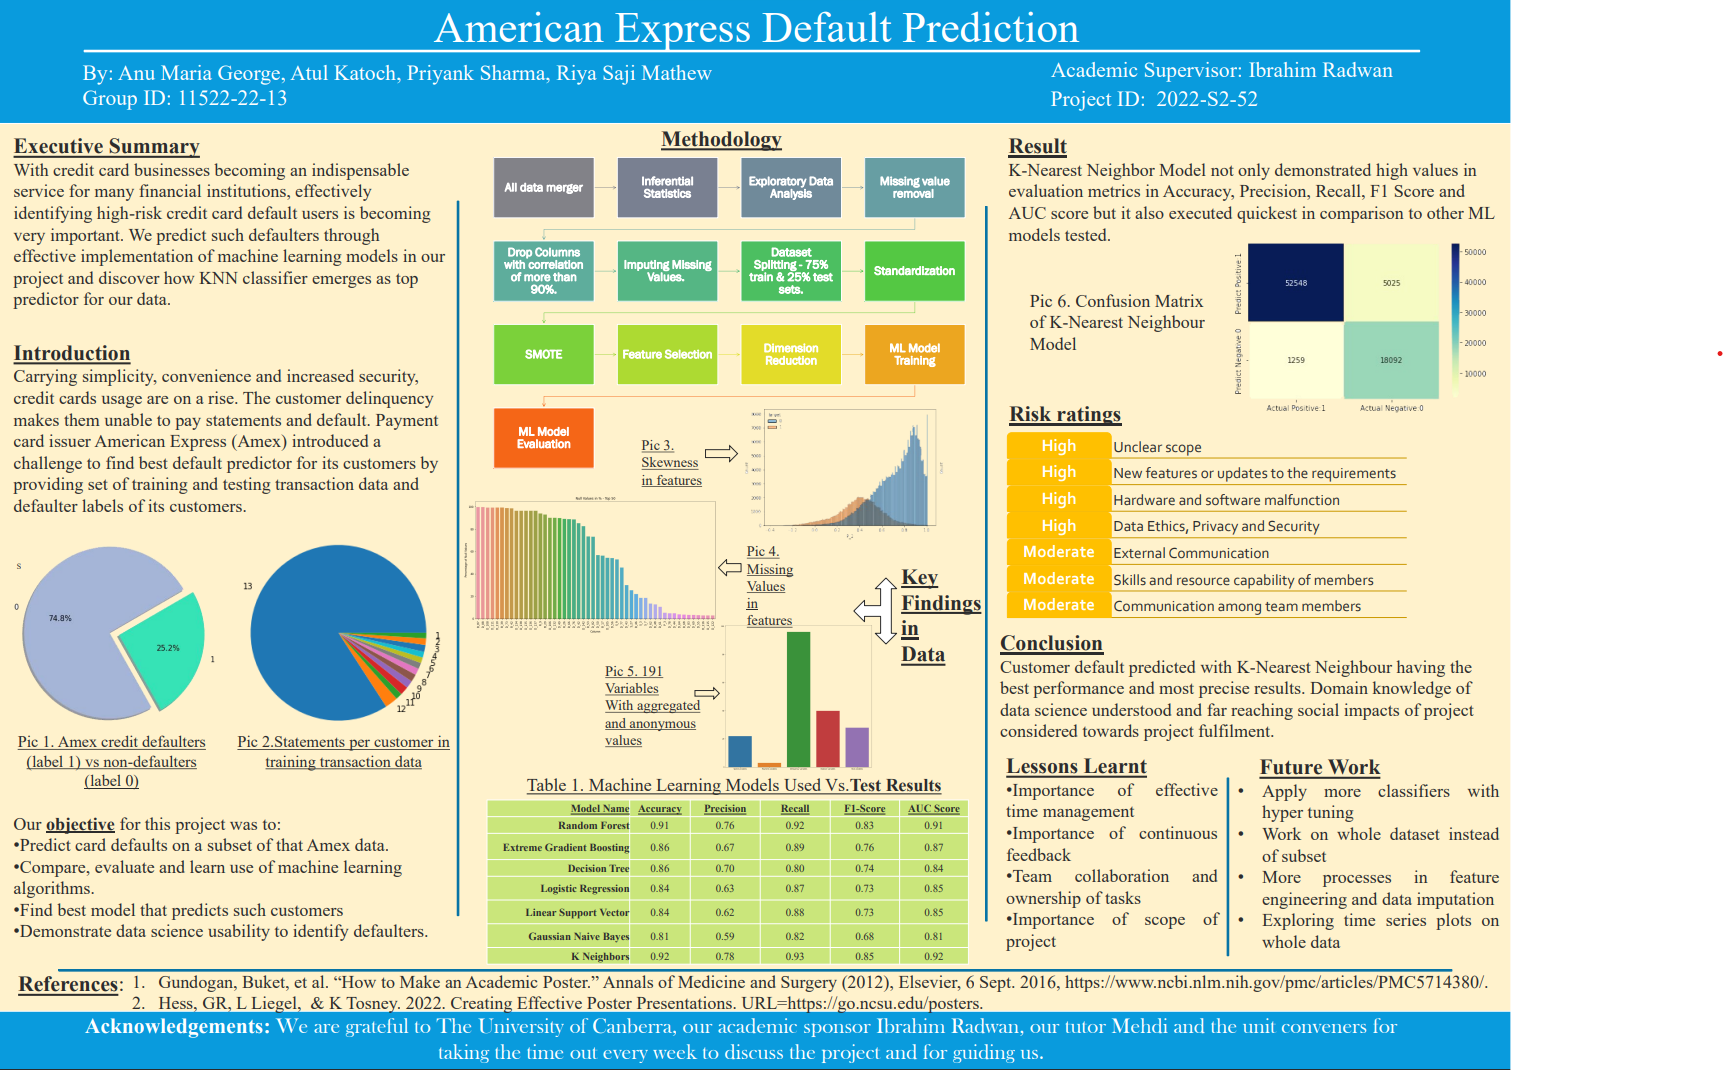 American Express Default Prediction
By: Anu Maria George, Atul Katoch, Priyank Sharma, Riya Saji Mathew
Group ID: 11522-22-13
Academic Supervisor: Ibrahim Radwan
Project ID: 2022-S2-52
Executive Summary
With credit card businesses becoming an indispensable
service for many financial institutions, effectively
identifying high-risk credit card default users is becoming
very important. We predict such defaulters through
effective implementation of machine learning models in our
project and discover how KNN classifier emerges as top
predictor for our data.
Introduction
Carrying simplicity, convenience and increased security,
credit cards usage are on a rise. The customer delinquency
makes them unable to pay statements and default. Payment
card issuer American Express (Amex) introduced a
challenge to find best default predictor for its customers by
providing set of training and testing transaction data and
defaulter labels of its customers.
s
0
74.8%
25.2%
1
13
1
2
3
4
5
6
7
8
9
10
11
12
Pic 1. Amex credit defaulters
(label 1) vs non-defaulters
(label 0)
Pic 2.Statements per customer in
training transaction data
Our objective for this project was to:
•Predict card defaults on a subset of that Amex data.
•Compare, evaluate and learn use of machine learning
algorithms.
•Find best model that predicts such customers
•Demonstrate data science usability to identify defaulters.
Methodology
All data merger
Inferential
Statistics
Exploratory Data
Analysis
Missing value
removal
Drop Columns
with correlation
of more than
90%.
Imputing Missing
Values.
Dataset
Splitting - 75%
train & 25% test
sets.
Standardization
SMOTE
Feature Selection
Dimension
Reduction
ML Model
Training
ML Model
Evaluation
Pic 3.
Skewness
in features
Pic 4.
Missing
Values
in
features
Key
Findings
in
Data
Pic 5. 191
Variables
With aggregated
and anonymous
values
Table 1. Machine Learning Models Used Vs.Test Results
Model Name Accuracy Precision Recall F1-Score AUC Score
Random Forest 0.91 0.76 0.92 0.83 0.91
Extreme Gradient Boosting 0.86 0.67 0.89 0.76 0.87
Decision Tree 0.86 0.70 0.80 0.74 0.84
Logistic Regression 0.84 0.63 0.87 0.73 0.85
Linear Support Vector 0.84 0.62 0.88 0.73 0.85
Gaussian Naive Bayes 0.81 0.59 0.82 0.68 0.81
K Neighbors 0.92 0.78 0.93 0.85 0.92
Result
K-Nearest Neighbor Model not only demonstrated high values in
evaluation metrics in Accuracy, Precision, Recall, F1 Score and
AUC score but it also executed quickest in comparison to other ML
models tested.
Pic 6. Confusion Matrix
of K-Nearest Neighbour
Model
Predict Positive:1
Predict Negative:0
52548
5025
1259
18092
Actual Positive:1
Actual Negative:0
50000
40000
30000
20000
10000
Risk ratings
High Unclear scope
High New features or updates to the requirements
High Hardware and software malfunction
High Data Ethics, Privacy and Security
Moderate External Communication
Moderate Skills and resource capability of members
Moderate Communication among team members
Conclusion
Customer default predicted with K-Nearest Neighbour having the
best performance and most precise results. Domain knowledge of
data science understood and far reaching social impacts of project
considered towards project fulfilment.
Lessons Learnt
•Importance of effective
time management
•Importance of continuous
feedback
•Team collaboration and
ownership of tasks
•Importance of scope of
project
Future Work
• Apply more classifiers with
hyper tuning
• Work on whole dataset instead
of subset
• More processes in feature
engineering and data imputation
• Exploring time series plots on
whole data
References: 1. Gundogan, Buket, et al. “How to Make an Academic Poster.” Annals of Medicine and Surgery (2012), Elsevier, 6 Sept. 2016, https://www.ncbi.nlm.nih.gov/pmc/articles/PMC5714380/.
2. Hess, GR, L Liegel, & K Tosney. 2022. Creating Effective Poster Presentations. URL=https://go.ncsu.edu/posters.
Acknowledgements: We are grateful to The University of Canberra, our academic sponsor Ibrahim Radwan, our tutor Mehdi and the unit conveners for
taking the time out every week to discuss the project and for guiding us.